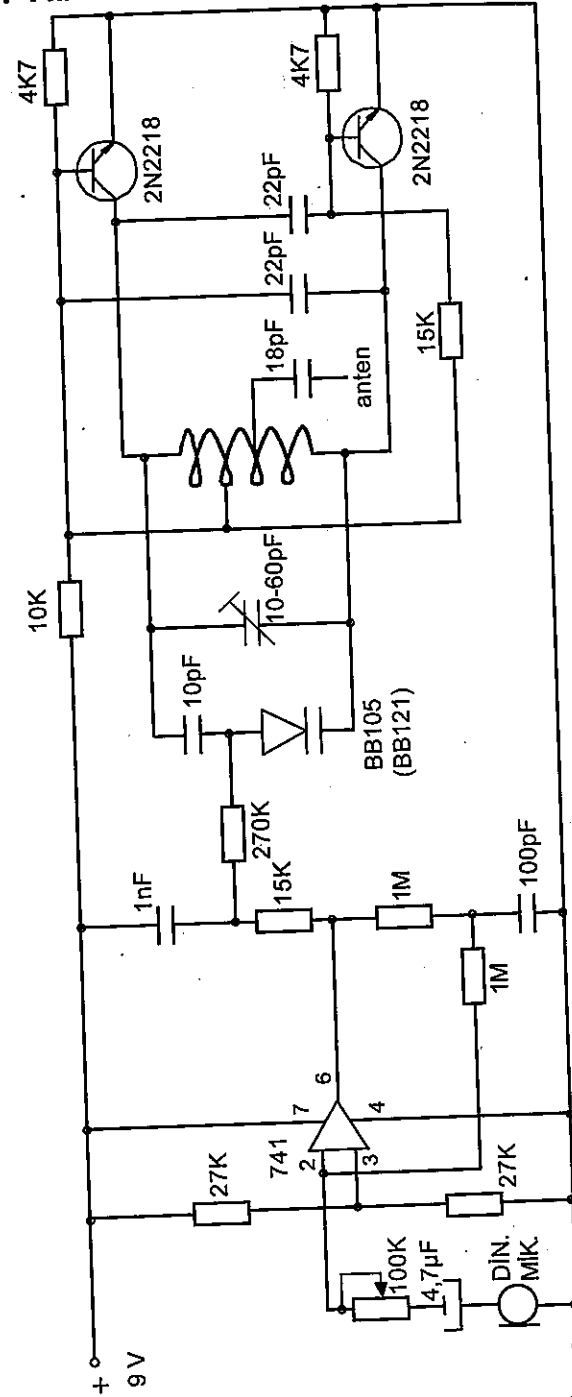 4K7
2N2218
4K7
2N2218
22pF
22pF
15K
18pF
anten
10K
10-60pF
10pF
BB105
(BB121)
270K
1nF
15K
1M
100pF
1M
741
2
3
7
6
4
27K
27K
100K
4,7µF
DİN.
MİK.
+
9V